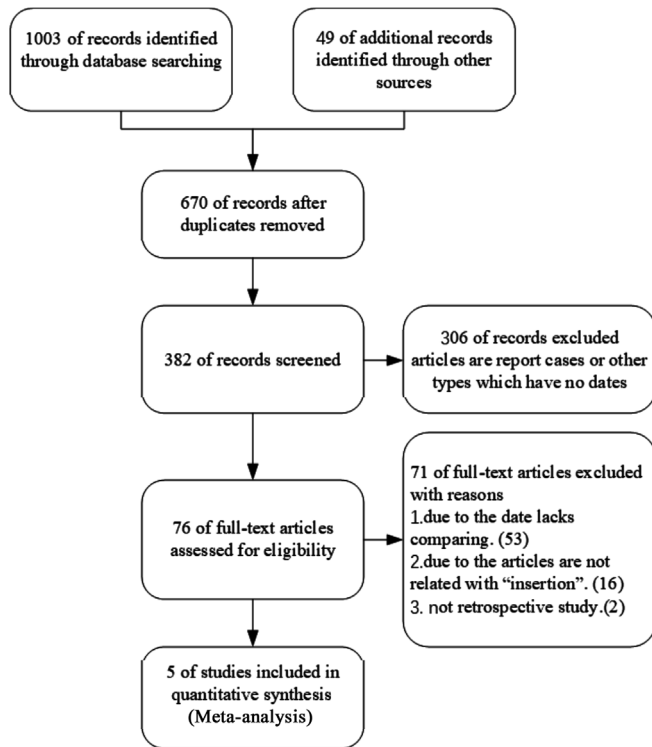 1003 of records identified
through database searching
49 of additional records
identified through other
sources
670 of records after
duplicates removed
382 of records screened
306 of records excluded
articles are report cases or other
types which have no dates
76 of full-text articles
assessed for eligibility
71 of full-text articles excluded
with reasons
1.due to the date lacks
comparing. (53)
2.due to the articles are not
related with “insertion”. (16)
3. not retrospective study.(2)
5 of studies included in
quantitative synthesis
(Meta-analysis)